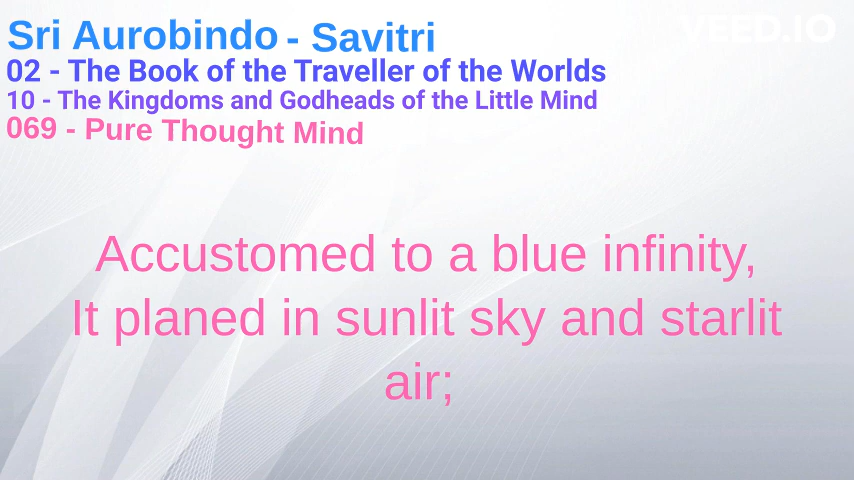 Sri Aurobindo - Savitri
VEED.IO
02 - The Book of the Traveller of the Worlds
10 - The Kingdoms and Godheads of the Little Mind
069 - Pure Thought Mind
Accustomed to a blue infinity,
It planed in sunlit sky and starlit
air;